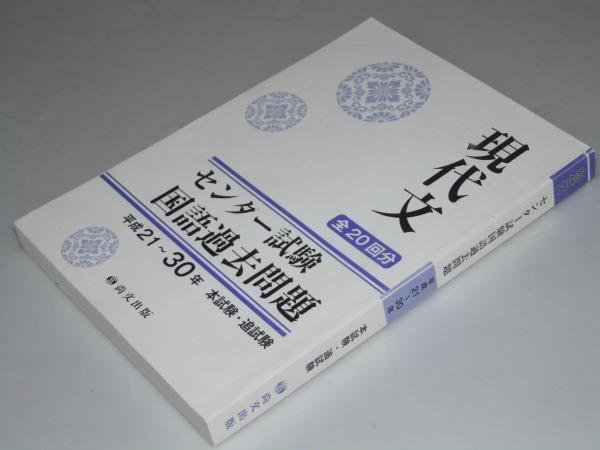 現代文
全20回分
センター試験
国語過去問題
平成21～30年 本試験・追試験
尚文出版
現代文
センター試験国語過去問題
平成21～30年
本試験・追試験
尚文出版